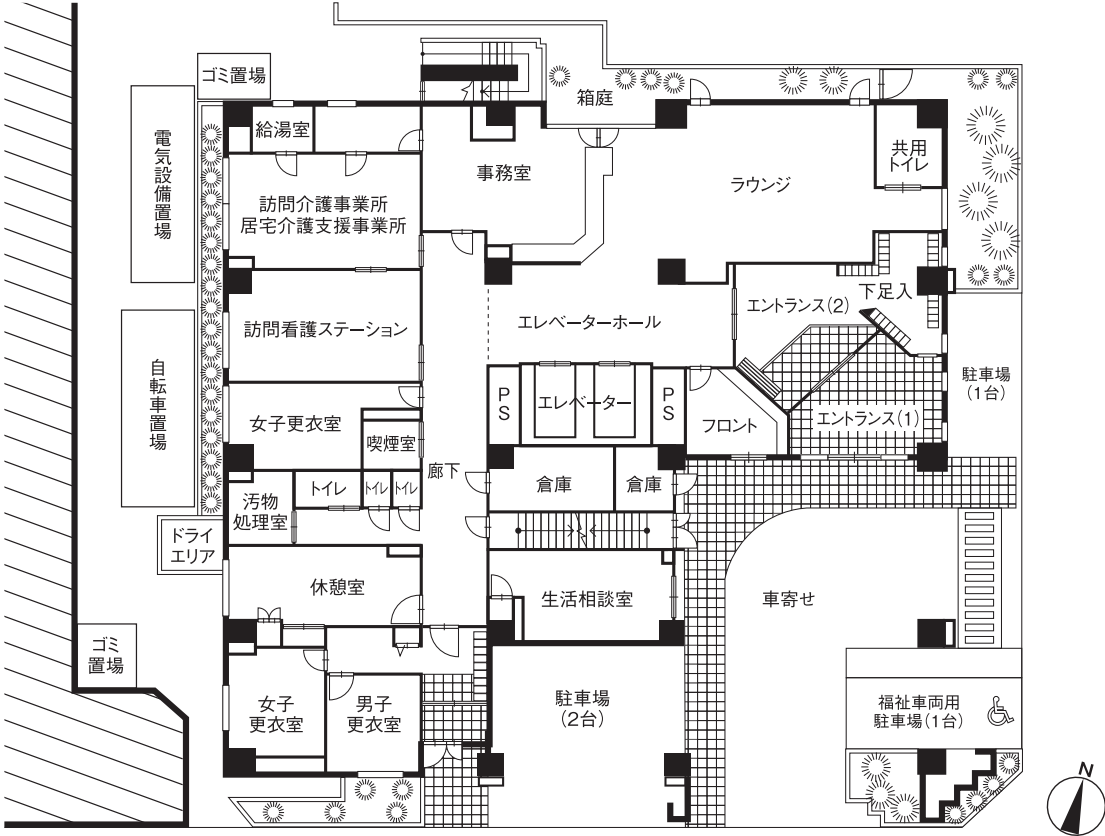 ゴミ置場
箱庭
電気設備置場
給湯室
事務室
共用
トイレ
ラウンジ
訪問介護事業所
居宅介護支援事業所
下足入
エントランス(2)
エレベーターホール
訪問看護ステーション
自転車置場
駐車場
(1台)
PS
エレベーター
PS
フロント
エントランス(1)
女子更衣室
喫煙室
廊下
倉庫
倉庫
トイレ
トイレ
トイレ
汚物
処理室
ドライ
エリア
休憩室
生活相談室
車寄せ
ゴミ
置場
女子
更衣室
男子
更衣室
駐車場
(2台)
福祉車両用
駐車場(1台)
N